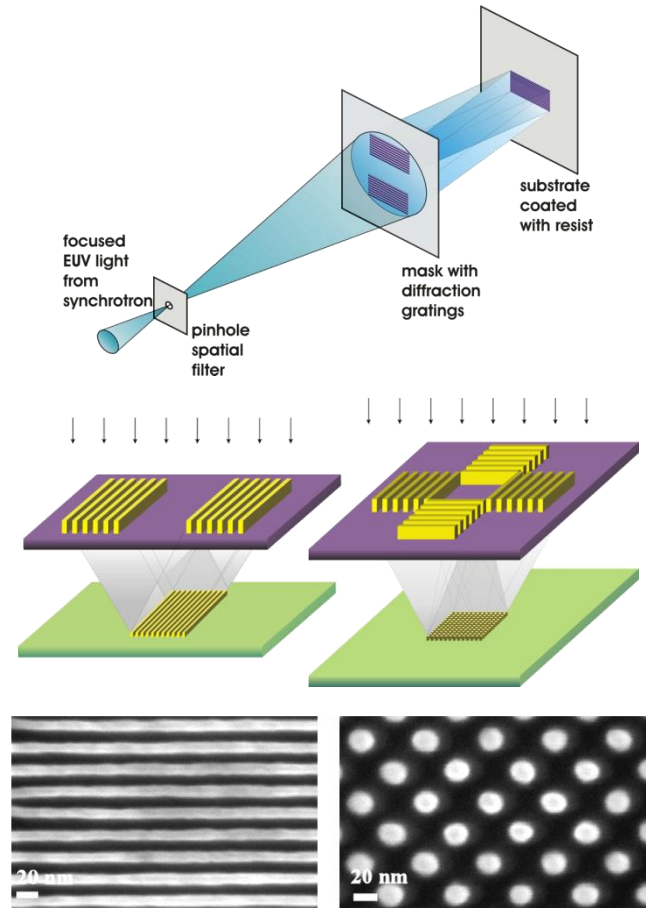 substrate
coated
with resist
focused
EUV light
from
synchrotron
mask with
diffraction
gratings
pinhole
spatial
filter
20 nm
20 nm